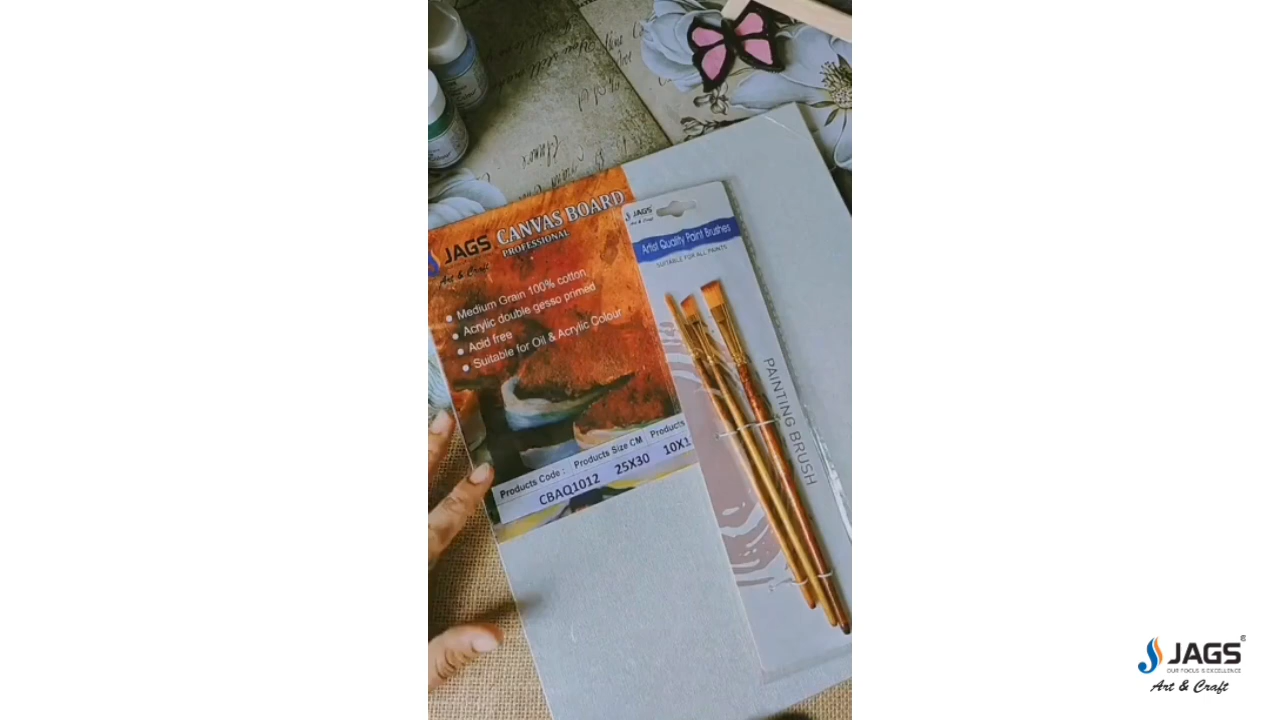 JAGS
Art & Craft
CANVAS BOARD
PROFESSIONAL
Medium Grain 100% cotton
Acrylic double gesso primed
Acid free
Suitable for Oil & Acrylic Colour
Products Code : Products Size CM Products
CBAQ1012 25X30 10X1
JAGS
Art & Craft
Artist Quality Paint Brushes
SUITABLE FOR ALL PAINTS
PAINTING BRUSH
JAGS
OUR FOCUS IS EXCELLENCE
Art & Craft